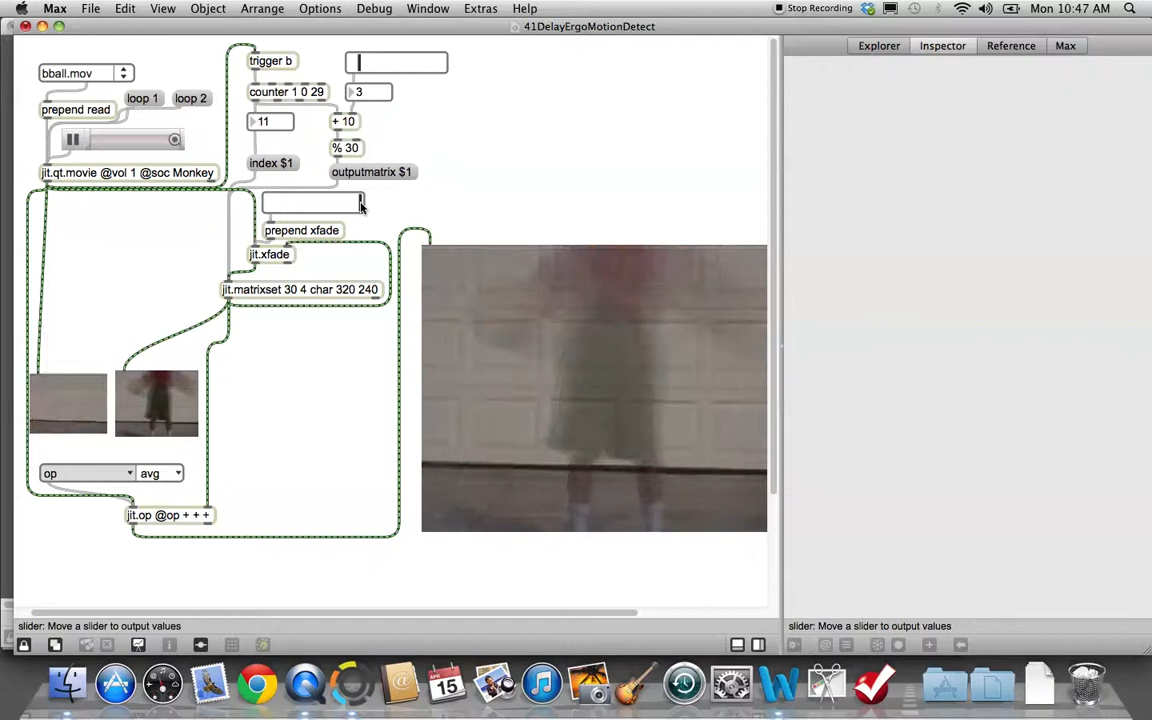 Max File Edit View Object Arrange Options Debug Window Extras Help Stop Recording Mon 10:47 AM
41DelayErgoMotionDetect
Explorer Inspector Reference Max
trigger b
bball.mov
loop 1 loop 2
counter 1 0 29 3
prepend read
11 + 10
% 30
index $1
jit.qt.movie @vol 1 @soc Monkey outputmatrix $1
prepend xfade
jit.xfade
jit.matrixset 30 4 char 320 240
op avg
jit.op @op + + +
slider: Move a slider to output values slider: Move a slider to output values
APR
15